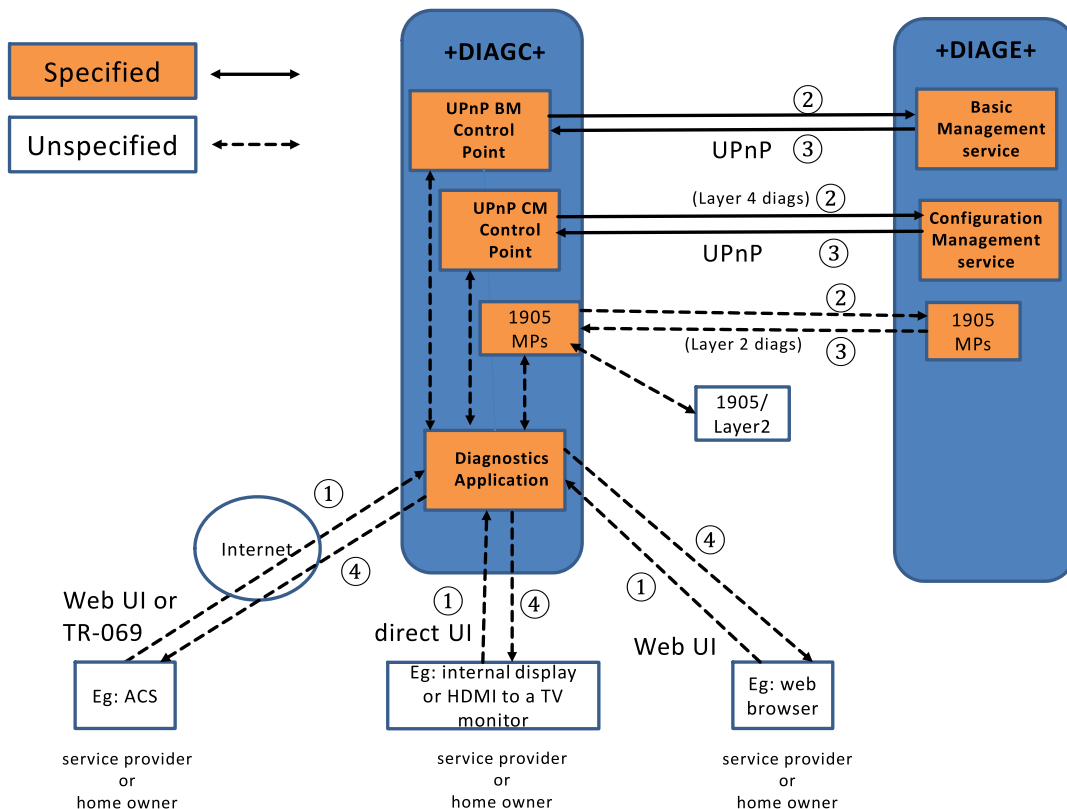 Specified
Unspecified
+DIAGC+
+DIAGE+
UPnP BM
Control
Point
②
Basic
Management
service
UPnP
③
UPnP CM
Control
Point
(Layer 4 diags)
②
Configuration
Management
service
UPnP
③
1905
MPs
②
(Layer 2 diags)
③
1905
MPs
1905/
Layer2
Diagnostics
Application
①
Internet
④
Web UI or
TR-069
①
direct UI
④
④
①
Web UI
Eg: ACS
Eg: internal display
or HDMI to a TV
monitor
Eg: web
browser
service provider
or
home owner
service provider
or
home owner
service provider
or
home owner